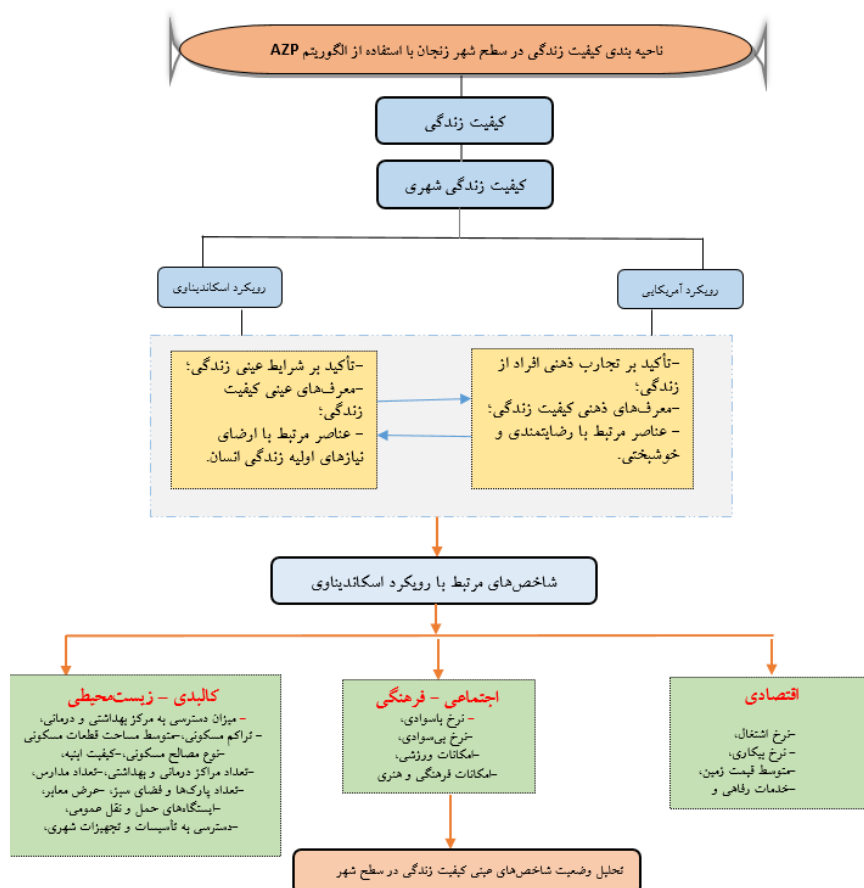 ناحیه بندی کیفیت زندگی در سطح شهر زنجان با استفاده از الگوریتم AZP
کیفیت زندگی
کیفیت زندگی شهری
رویکرد آمریکایی
رویکرد اسکاندیناوی
-تأکید بر تجارب ذهنی افراد از
زندگی؛
-معرف‌های ذهنی کیفیت زندگی؛
- عناصر مرتبط با رضایتمندی و
خوشبختی.
-تأکید بر شرایط عینی زندگی؛
-معرف‌های عینی کیفیت
زندگی؛
- عناصر مرتبط با ارضای
نیازهای اولیه زندگی انسان.
شاخص‌های مرتبط با رویکرد اسکاندیناوی
اقتصادی
-نرخ اشتغال،
- نرخ بیکاری،
-متوسط قیمت زمین،
-خدمات رفاهی و
اجتماعی - فرهنگی
- نرخ باسوادی،
-نرخ بی‌سوادی،
-امکانات ورزشی،
-امکانات فرهنگی و هنری
کالبدی - زیست‌محیطی
- میزان دسترسی به مرکز بهداشتی و درمانی،
- تراکم مسکونی،-متوسط مساحت قطعات مسکونی
-نوع مصالح مسکونی،-کیفیت ابنیه،
-تعداد مراکز درمانی و بهداشتی،-تعداد مدارس،
-تعداد پارک‌ها و فضای سبز، -عرض معابر،
-ایستگاه‌های حمل و نقل عمومی،
-دسترسی به تأسیسات و تجهیزات شهری،
تحلیل وضعیت شاخص‌های عینی کیفیت زندگی در سطح شهر